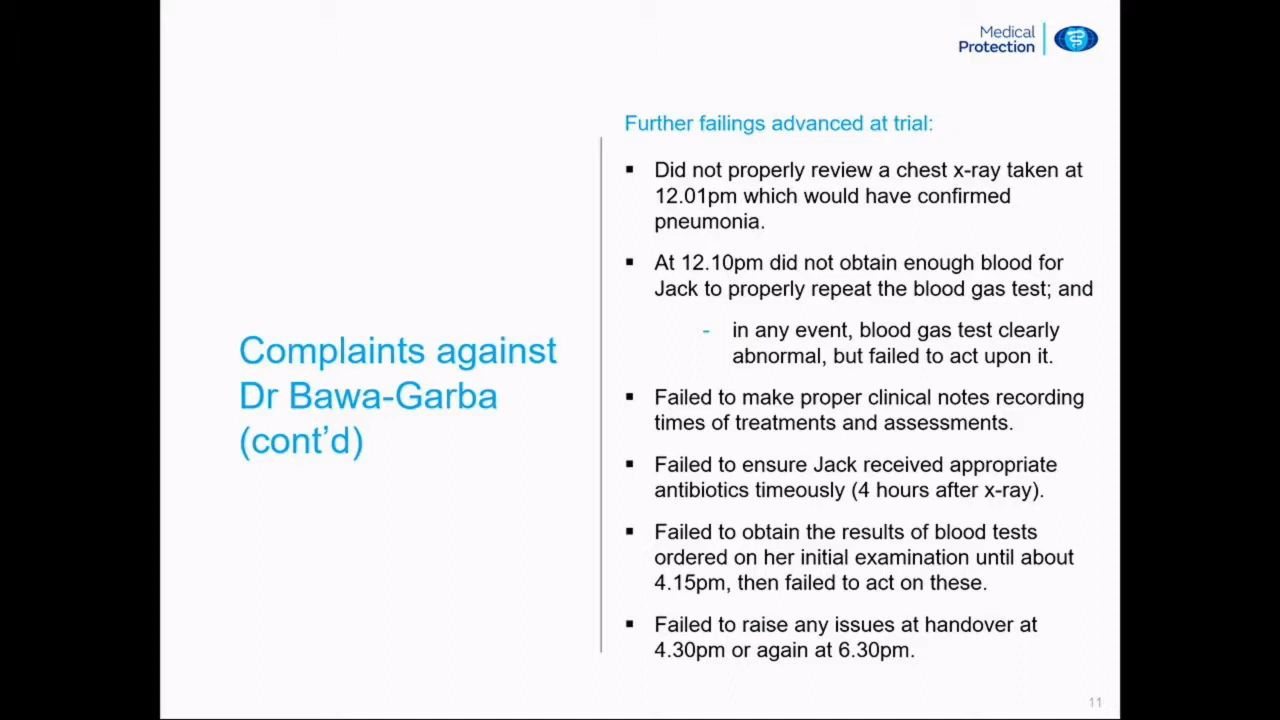 Medical
Protection
Further failings advanced at trial:
▪ Did not properly review a chest x-ray taken at
12.01pm which would have confirmed
pneumonia.
▪ At 12.10pm did not obtain enough blood for
Jack to properly repeat the blood gas test; and
- in any event, blood gas test clearly
abnormal, but failed to act upon it.
▪ Failed to make proper clinical notes recording
times of treatments and assessments.
▪ Failed to ensure Jack received appropriate
antibiotics timeously (4 hours after x-ray).
▪ Failed to obtain the results of blood tests
ordered on her initial examination until about
4.15pm, then failed to act on these.
▪ Failed to raise any issues at handover at
4.30pm or again at 6.30pm.
Complaints against
Dr Bawa-Garba
(cont’d)
11